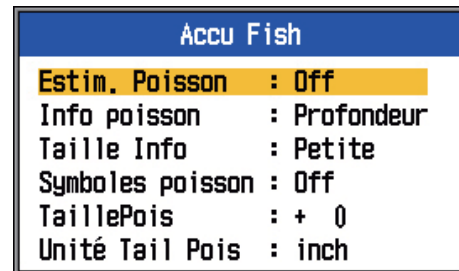 Accu Fish
Estim. Poisson : Off
Info poisson : Profondeur
Taille Info : Petite
Symboles poisson : Off
TaillePois : + 0
Unité Tail Pois : inch